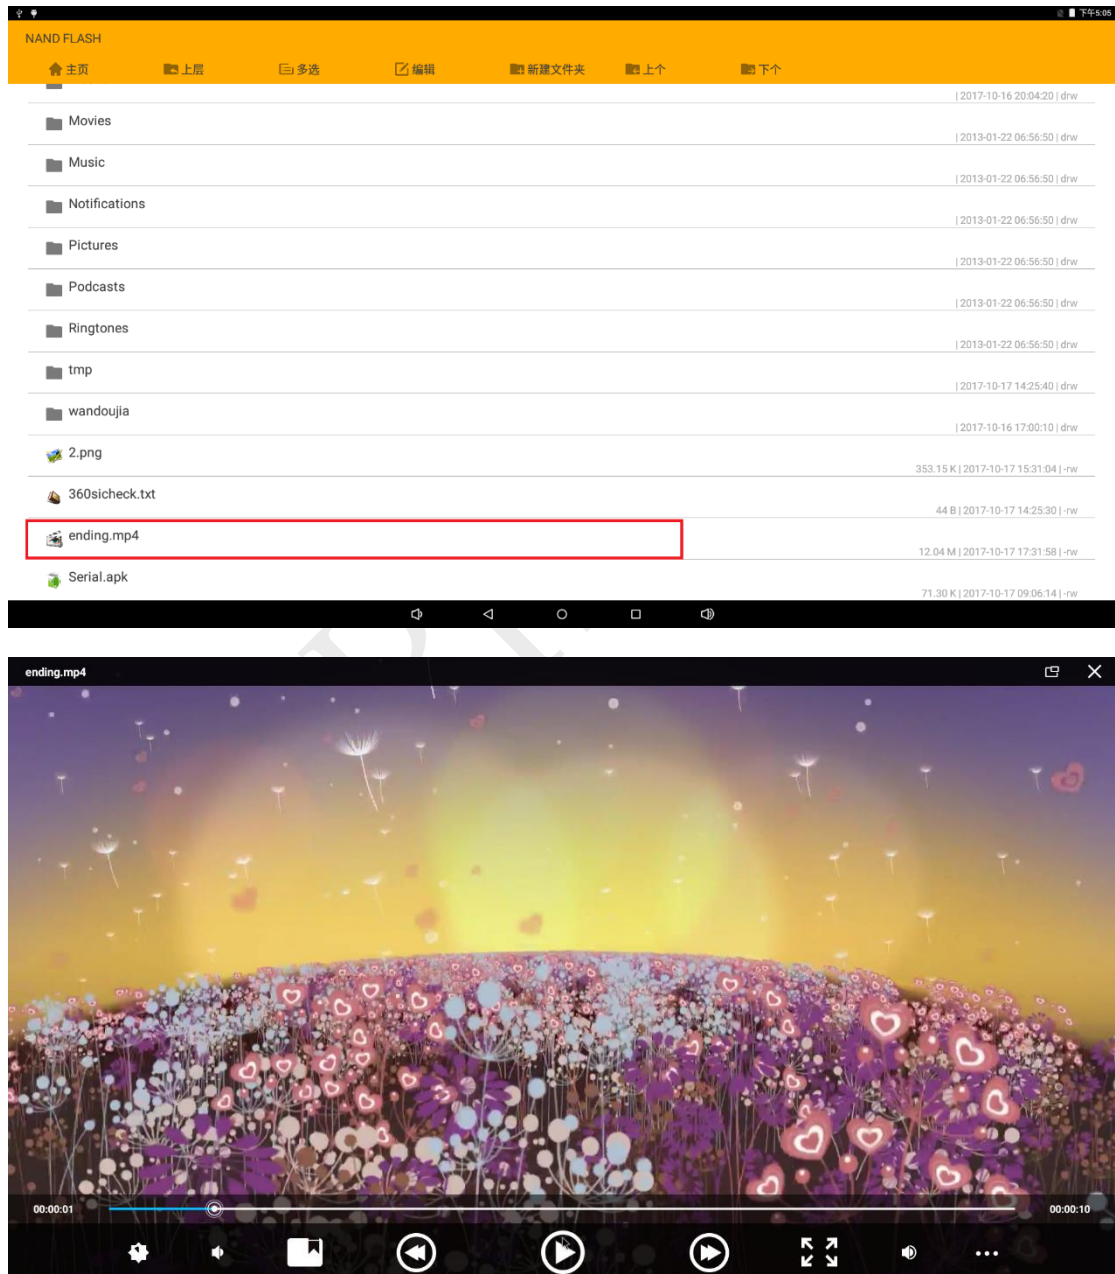 下午5:05
NAND FLASH
主页 上层 多选 编辑 新建文件夹 上个 下个
| 2017-10-16 20:04:20 | drw
Movies
| 2013-01-22 06:56:50 | drw
Music
| 2013-01-22 06:56:50 | drw
Notifications
| 2013-01-22 06:56:50 | drw
Pictures
| 2013-01-22 06:56:50 | drw
Podcasts
| 2013-01-22 06:56:50 | drw
Ringtones
| 2013-01-22 06:56:50 | drw
tmp
| 2017-10-17 14:25:40 | drw
wandoujia
| 2017-10-16 17:00:10 | drw
2.png
353.15 K | 2017-10-17 15:31:04 | -rw
360sicheck.txt
44 B | 2017-10-17 14:25:30 | -rw
ending.mp4
12.04 M | 2017-10-17 17:31:58 | -rw
Serial.apk
71.30 K | 2017-10-17 09:06:14 | -rw
ending.mp4
00:00:01
00:00:10